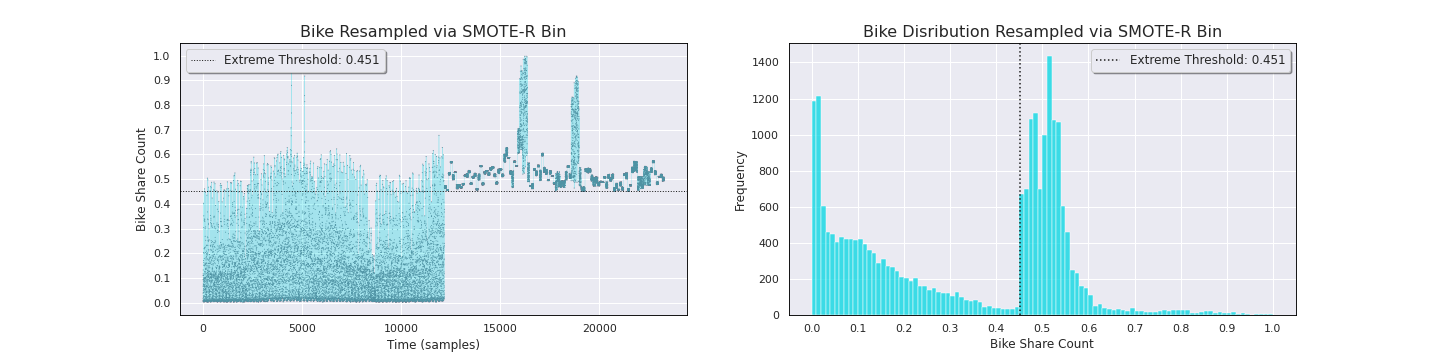 Bike Resampled via SMOTE-R Bin
Extreme Threshold: 0.451
Bike Share Count
1.0
0.9
0.8
0.7
0.6
0.5
0.4
0.3
0.2
0.1
0.0
0 5000 10000 15000 20000
Time (samples)
Bike Disribution Resampled via SMOTE-R Bin
Extreme Threshold: 0.451
Frequency
1400
1200
1000
800
600
400
200
0
0.0 0.1 0.2 0.3 0.4 0.5 0.6 0.7 0.8 0.9 1.0
Bike Share Count